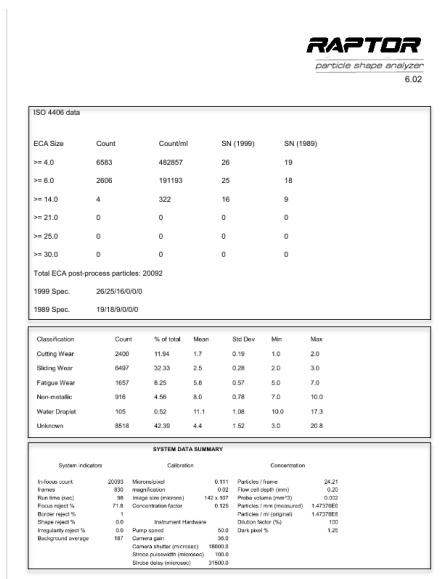 RAPTOR
particle shape analyzer
6.02
ISO 4406 data
ECA Size Count Count/ml SN (1999) SN (1989)
>= 4.0 6583 482857 26 19
>= 6.0 2606 191193 25 18
>= 14.0 4 322 16 9
>= 21.0 0 0 0 0
>= 25.0 0 0 0 0
>= 30.0 0 0 0 0
Total ECA post-process particles: 20092
1999 Spec. 26/25/16/0/0/0
1989 Spec. 19/18/9/0/0/0
Classification Count % of total Mean Std Dev Min Max
Cutting Wear 2400 11.94 1.7 0.19 1.0 2.0
Sliding Wear 6497 32.33 2.5 0.28 2.0 3.0
Fatigue Wear 1657 8.25 5.8 0.57 5.0 7.0
Non-metallic 916 4.56 8.0 0.78 7.0 10.0
Water Droplet 105 0.52 11.1 1.08 10.0 17.3
Unknown 8518 42.39 4.4 1.52 3.0 20.8
SYSTEM DATA SUMMARY
System indicators Calibration Concentration
In-focus count 20093 Microns/pixel 0.111 Particles / frame 24.21
frames 830 magnification 0.02 Flow cell depth (mm) 0.20
Run time (sec) 98 Image size (microns) 142 x 107 Probe volume (mm^3) 0.002
Focus reject % 71.8 Concentration factor 0.125 Particles / mm (measured) 1.47376E6
Border reject % 1 Particles / ml (original) 1.47376E6
Shape reject % 0.0 Instrument Hardware Dilution factor (%) 100
Irregularity reject % 0.0 Pump speed 50.0 Dark pixel % 1.25
Background average 187 Camera gain 36.0
Camera shutter (microsec) 18000.0
Strobe pulsewidth (microsec) 100.0
Strobe delay (microsec) 31500.0